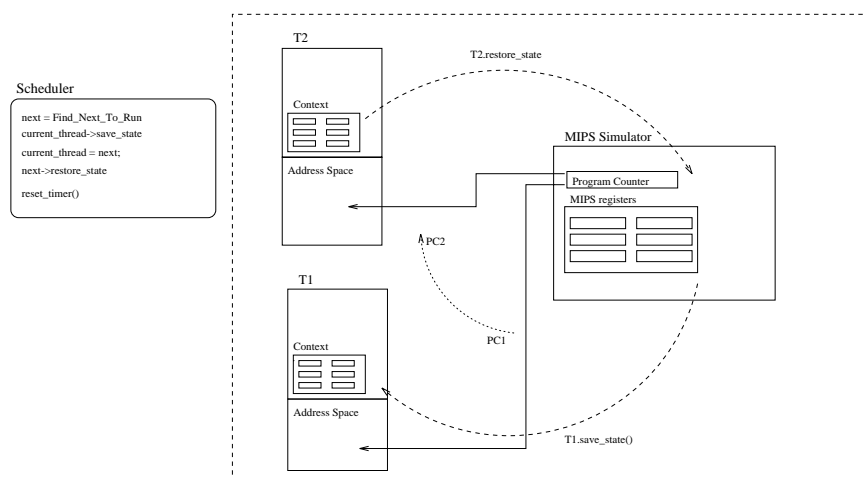 Scheduler
next = Find_Next_To_Run
current_thread->save_state
current_thread = next;
next->restore_state
reset_timer()
T2
Context
Address Space
T2.restore_state
MIPS Simulator
Program Counter
MIPS registers
PC2
PC1
T1
Context
Address Space
T1.save_state()